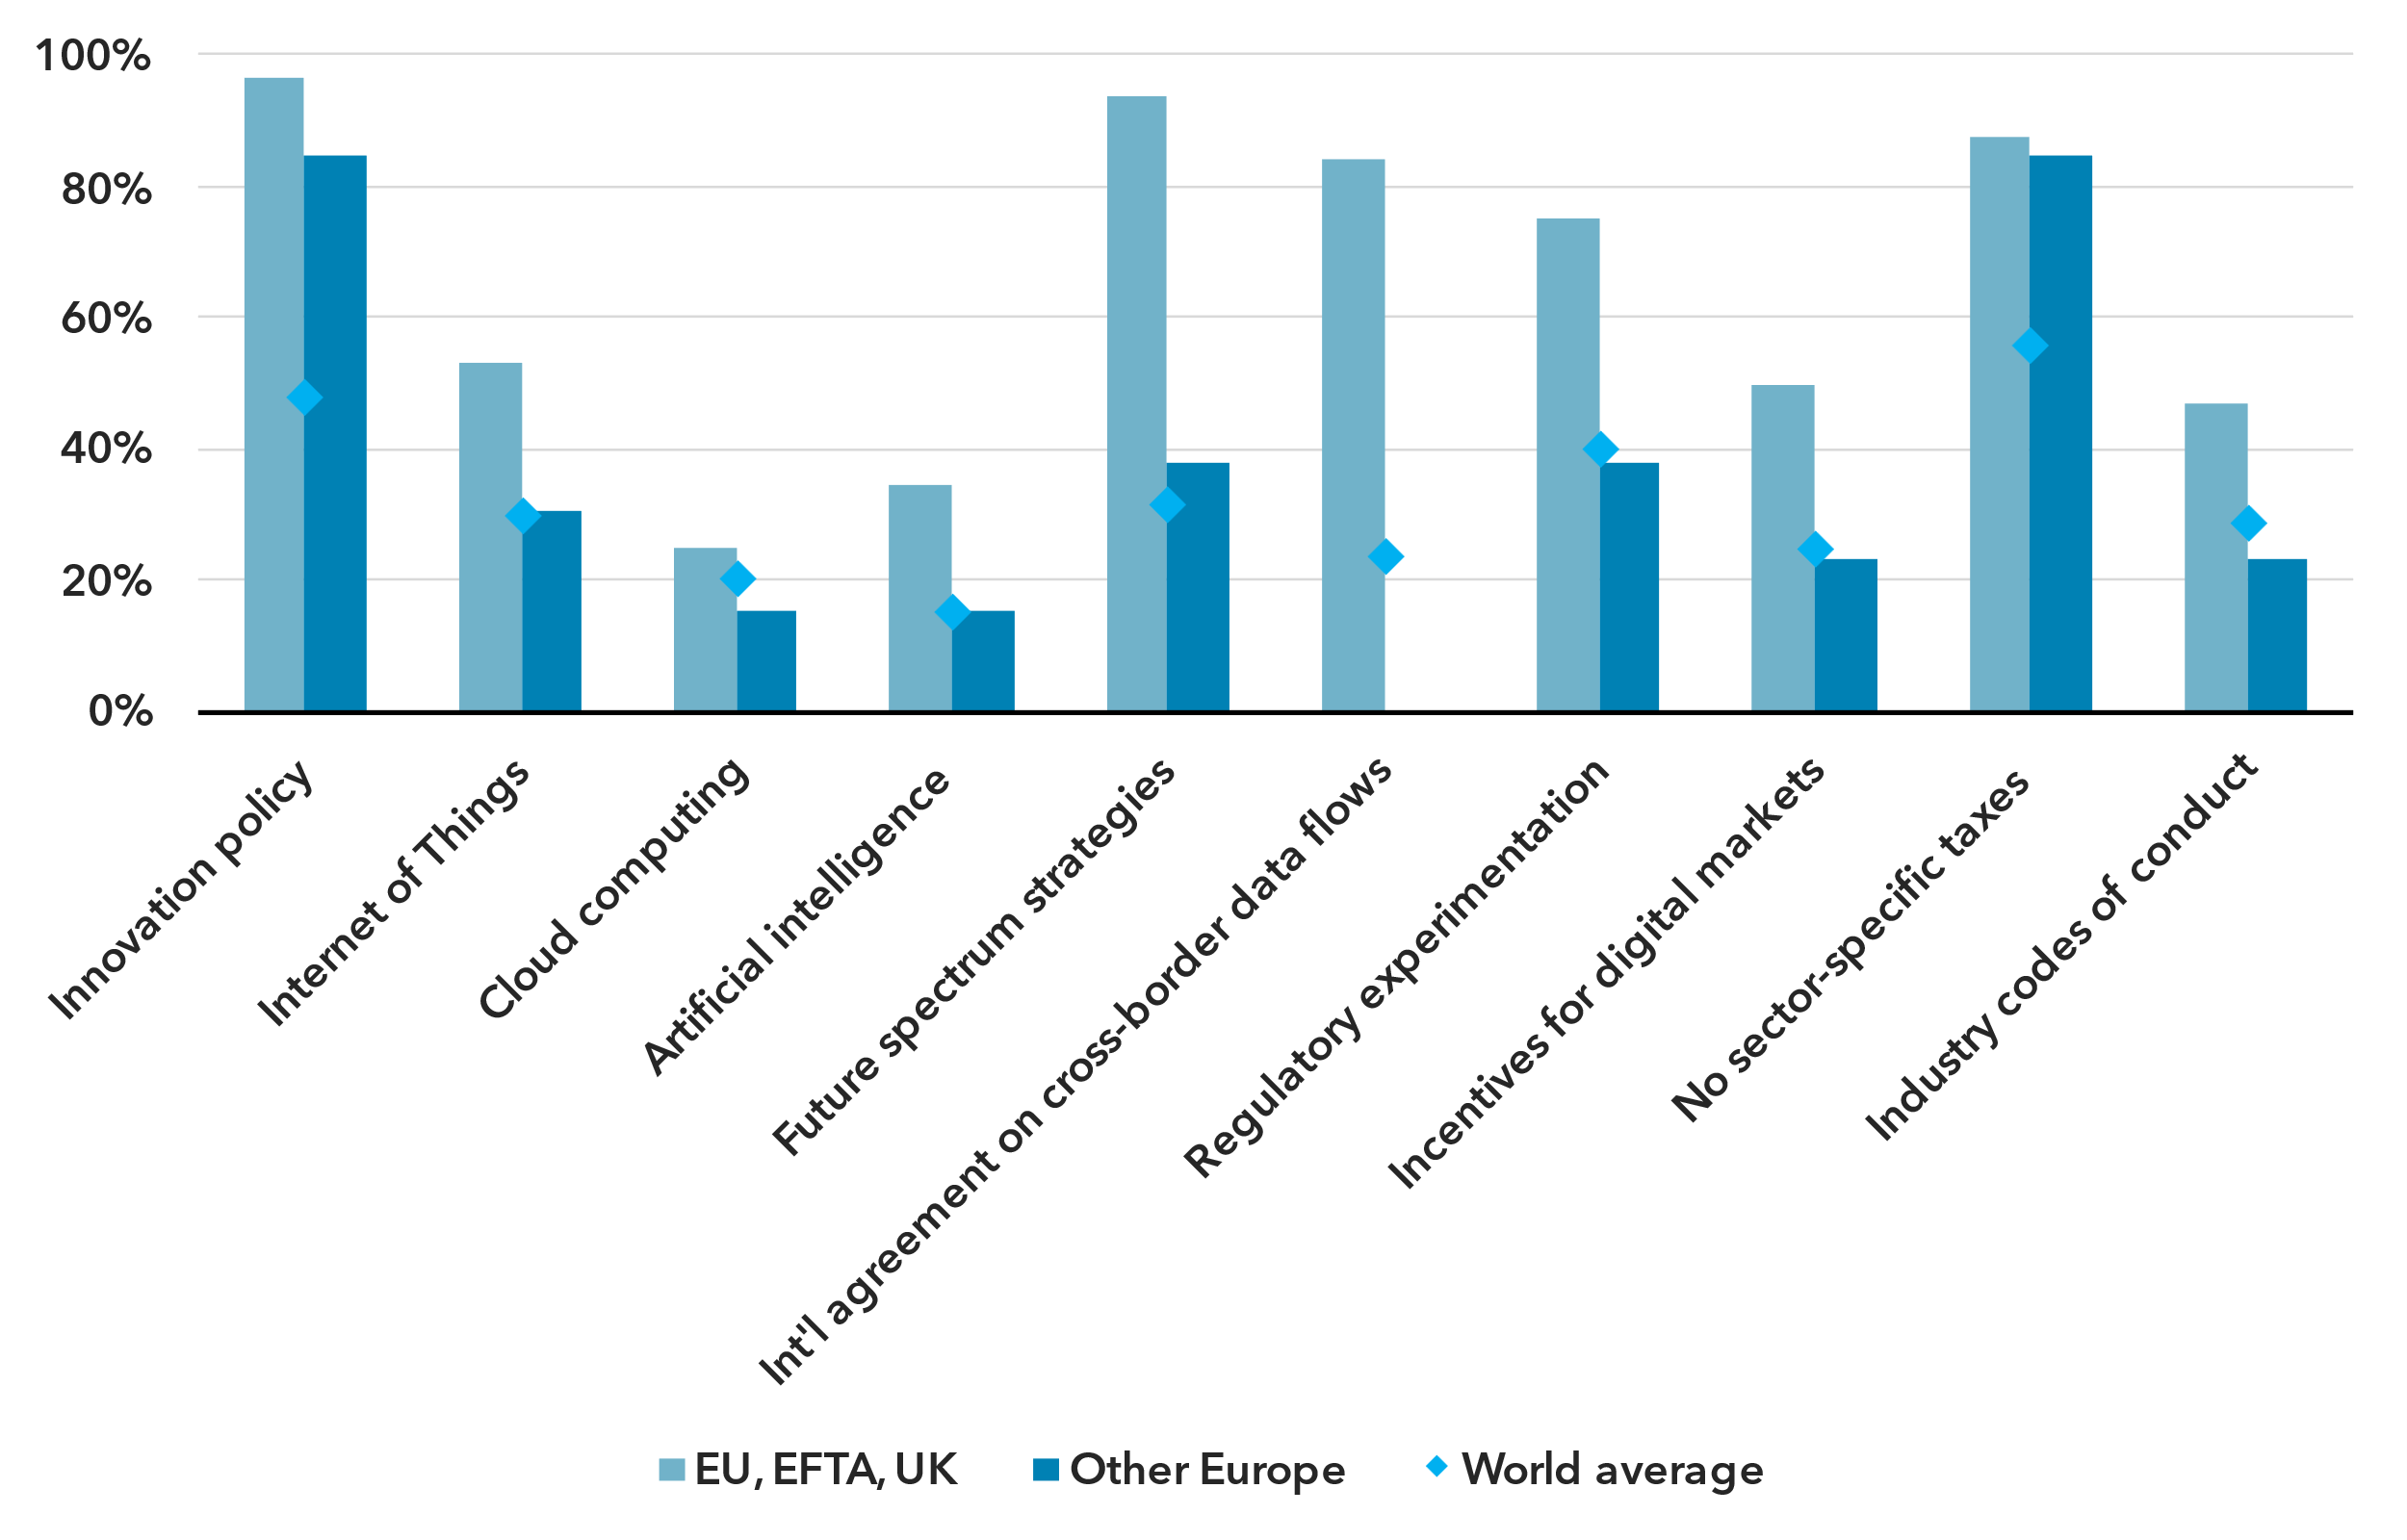 100%
80%
60%
40%
20%
0%
Innovation policy
Internet of Things
Cloud computing
Artificial intelligence
Future spectrum strategies
Int'l agreement on cross-border data flows
Regulatory experimentation
Incentives for digital markets
No sector-specific taxes
Industry codes of conduct
EU, EFTA, UK Other Europe World average